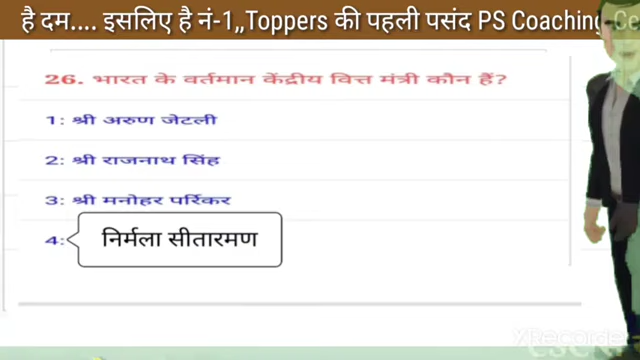 है दम.... इसलिए है नं-1,,Toppers की पहली पसंद PS Coaching Ce
26. भारत के वर्तमान केंद्रीय वित्त मंत्री कौन हैं?
1: श्री अरुण जेटली
2: श्री राजनाथ सिंह
3: श्री मनोहर पर्रिकर
4: निर्मला सीतारमण
XRecorder